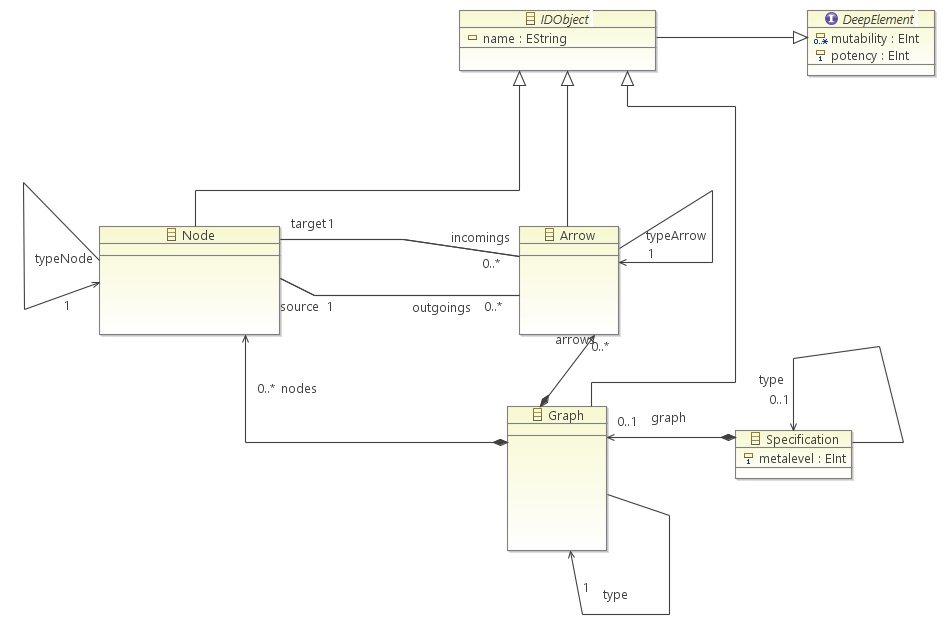 IDObject
name : EString
DeepElement
0..* mutability : EInt
1 potency : EInt
Node
typeNode
1
target 1
incomings
0..*
source 1
outgoings 0..*
Arrow
typeArrow
1
arrows
0..*
0..* nodes
Graph
0..1 graph
type
0..1
Specification
1 metalevel : EInt
1 type